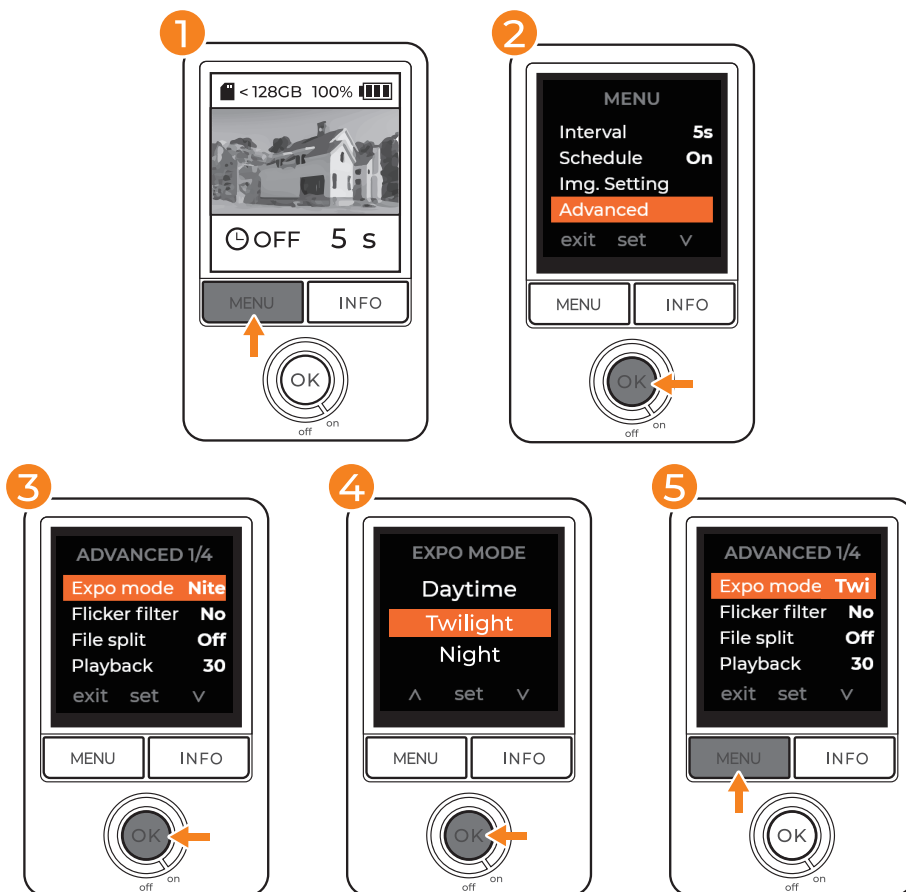 1
< 128GB 100%
OFF 5 s
MENU INFO
OK
off on
2
MENU
Interval 5s
Schedule On
Img. Setting
Advanced
exit set ∨
MENU INFO
OK
off on
3
ADVANCED 1/4
Expo mode Nite
Flicker filter No
File split Off
Playback 30
exit set ∨
MENU INFO
OK
off on
4
EXPO MODE
Daytime
Twilight
Night
∧ set ∨
MENU INFO
OK
off on
5
ADVANCED 1/4
Expo mode Twi
Flicker filter No
File split Off
Playback 30
exit set ∨
MENU INFO
OK
off on